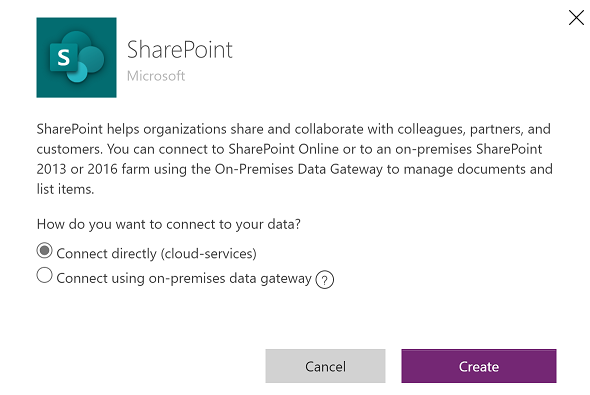 S
SharePoint
Microsoft
SharePoint helps organizations share and collaborate with colleagues, partners, and
customers. You can connect to SharePoint Online or to an on-premises SharePoint
2013 or 2016 farm using the On-Premises Data Gateway to manage documents and
list items.
How do you want to connect to your data?
Connect directly (cloud-services)
Connect using on-premises data gateway ?
Cancel Create